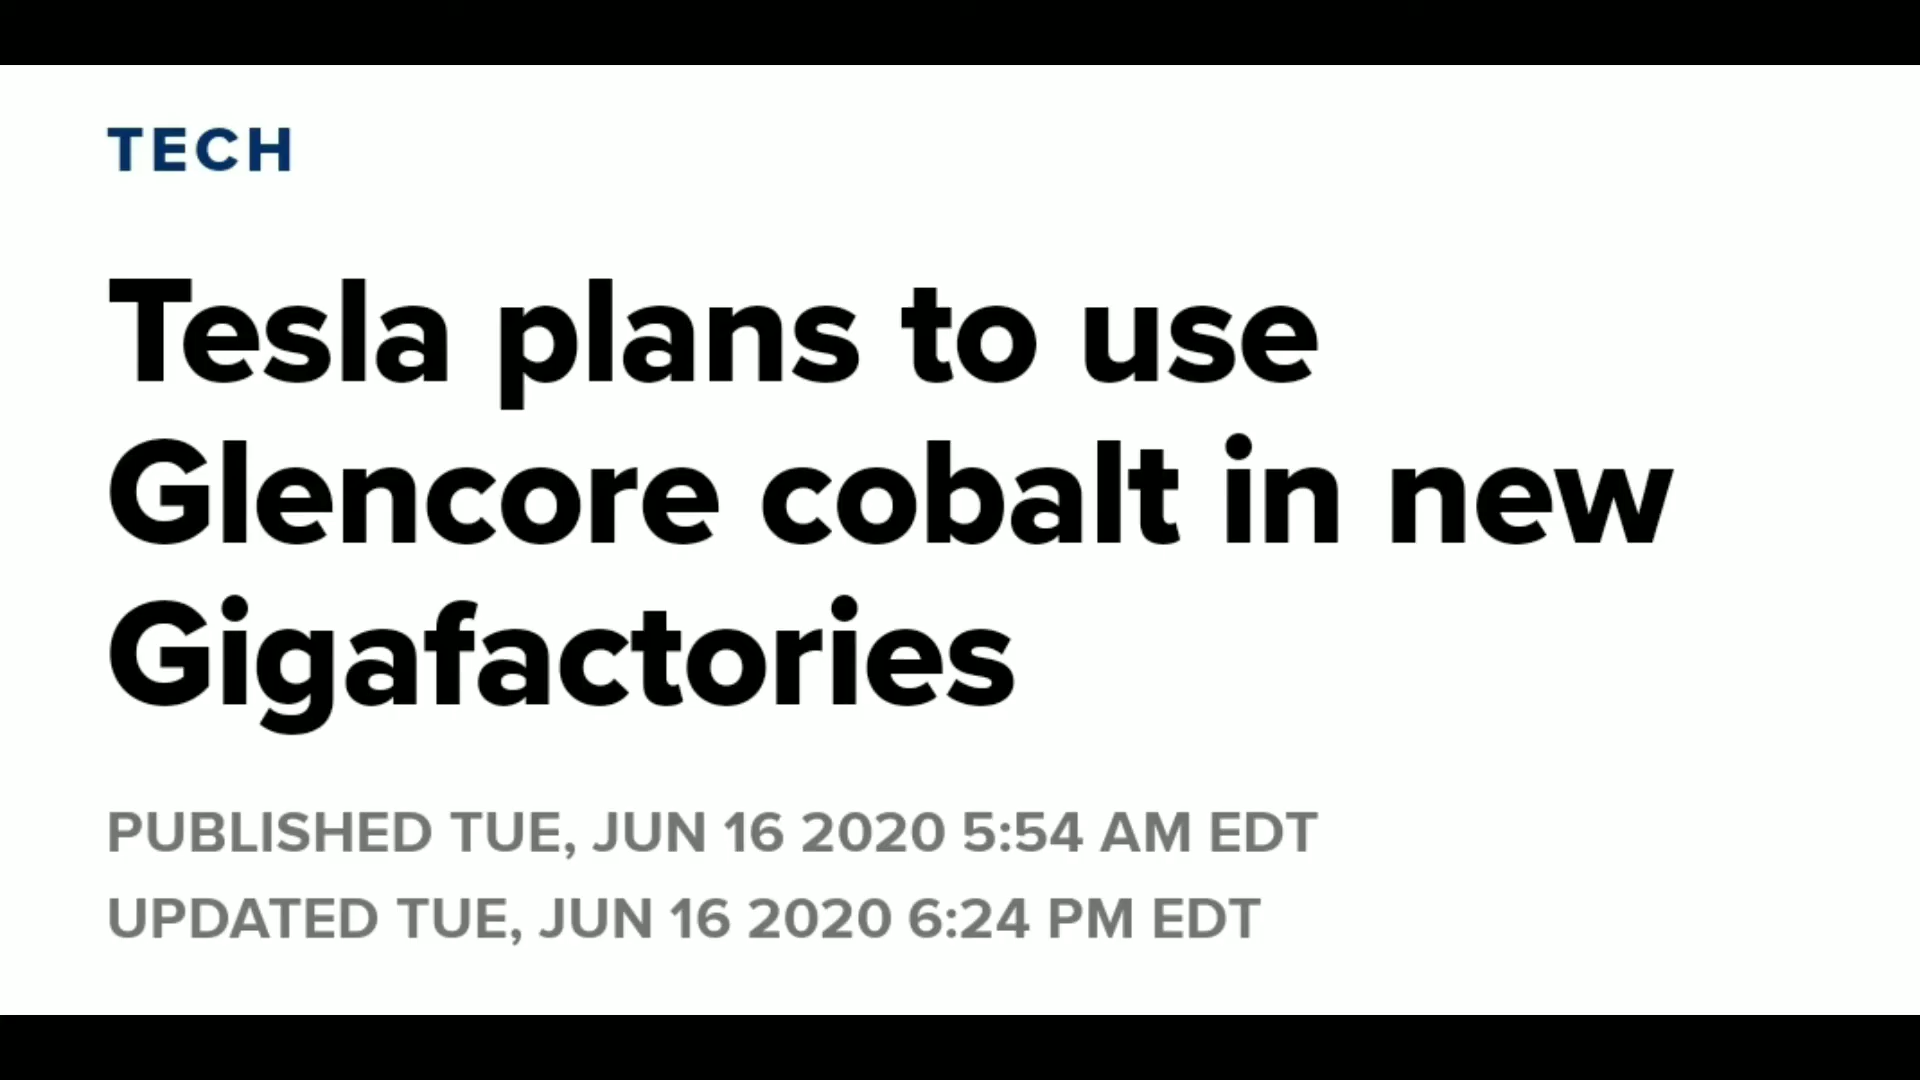 TECH
Tesla plans to use
Glencore cobalt in new
Gigafactories
PUBLISHED TUE, JUN 16 2020 5:54 AM EDT
UPDATED TUE, JUN 16 2020 6:24 PM EDT